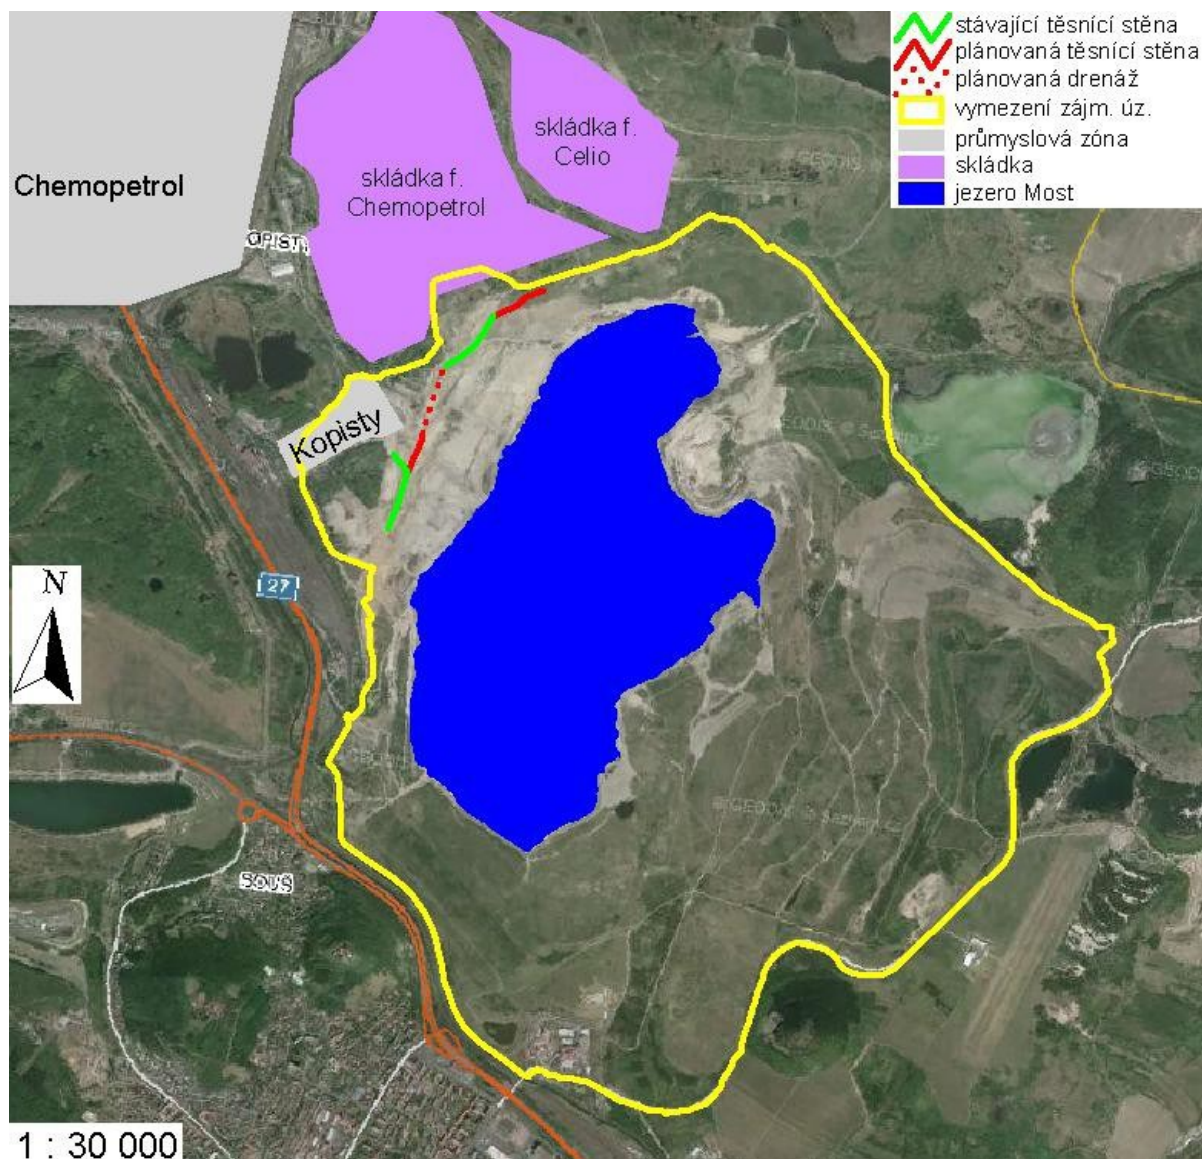 stávající těsnící stěna
plánovaná těsnící stěna
plánovaná drenáž
vymezení zájm. úz.
průmyslová zóna
skládka
jezero Most
skládka f.
Celio
skládka f.
Chemopetrol
Chemopetrol
OPISTY
Kopisty
27
N
SOUŠ
1 : 30 000